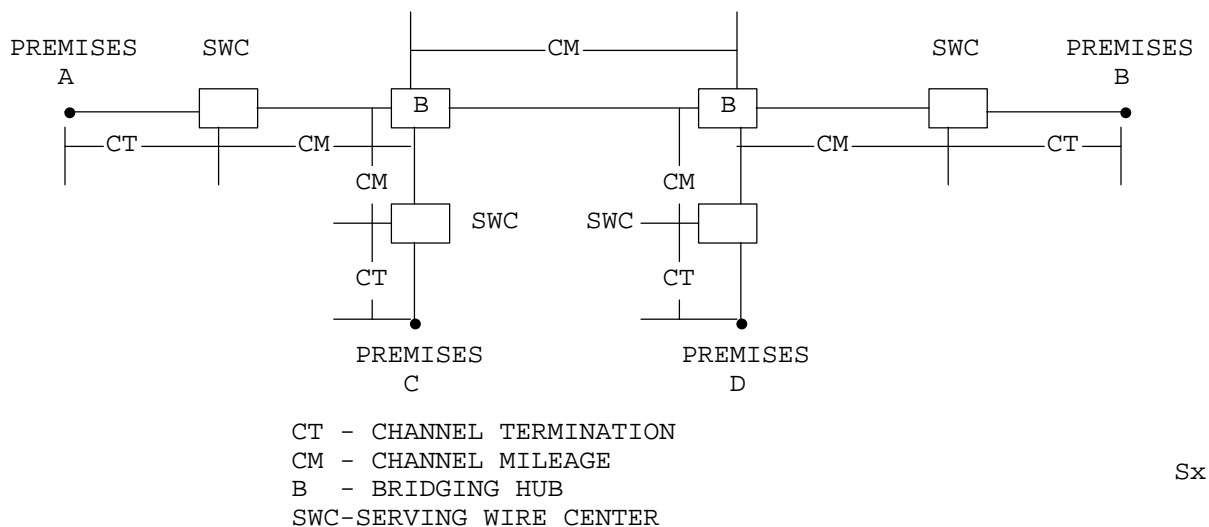 PREMISES
A
SWC
CM
SWC
PREMISES
B
B
B
CT
CM
CM
CT
CM
CM
SWC
SWC
CT
CT
PREMISES
C
PREMISES
D
CT - CHANNEL TERMINATION
CM - CHANNEL MILEAGE
B - BRIDGING HUB
SWC-SERVING WIRE CENTER
Sx